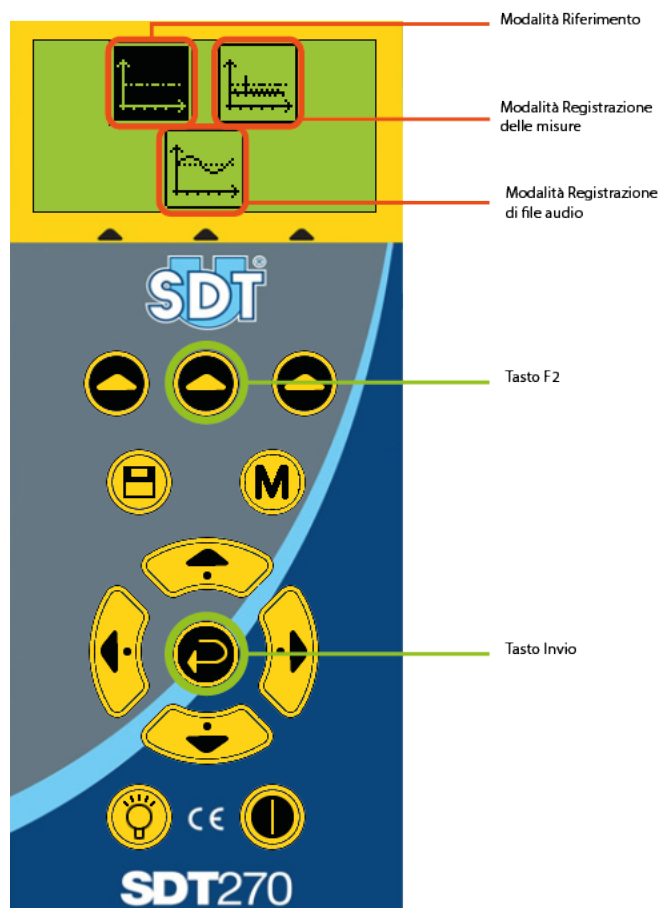 Modalità Riferimento
Modalità Registrazione
delle misure
Modalità Registrazione
di file audio
SDT®
Tasto F2
M
Tasto Invio
CE
SDT270